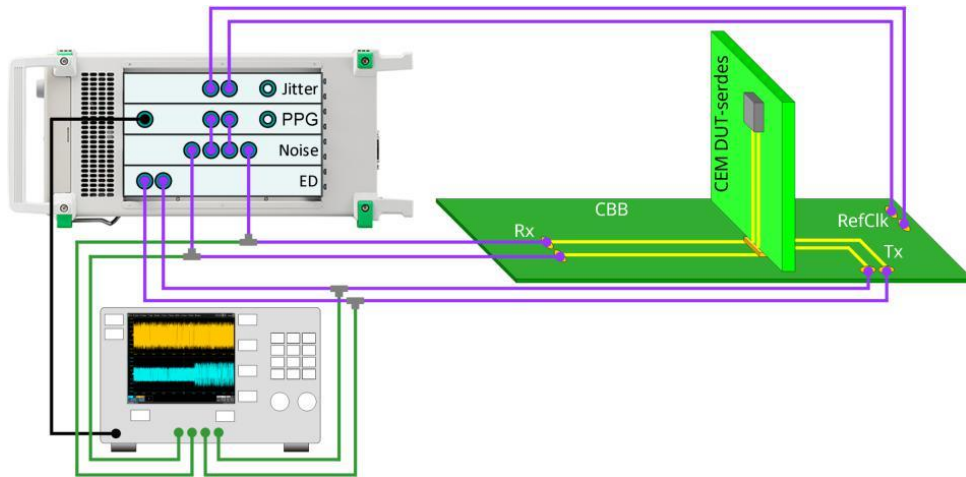 Jitter
PPG
Noise
ED
CEM DUT-serdes
CBB
RefClk
Rx
Tx